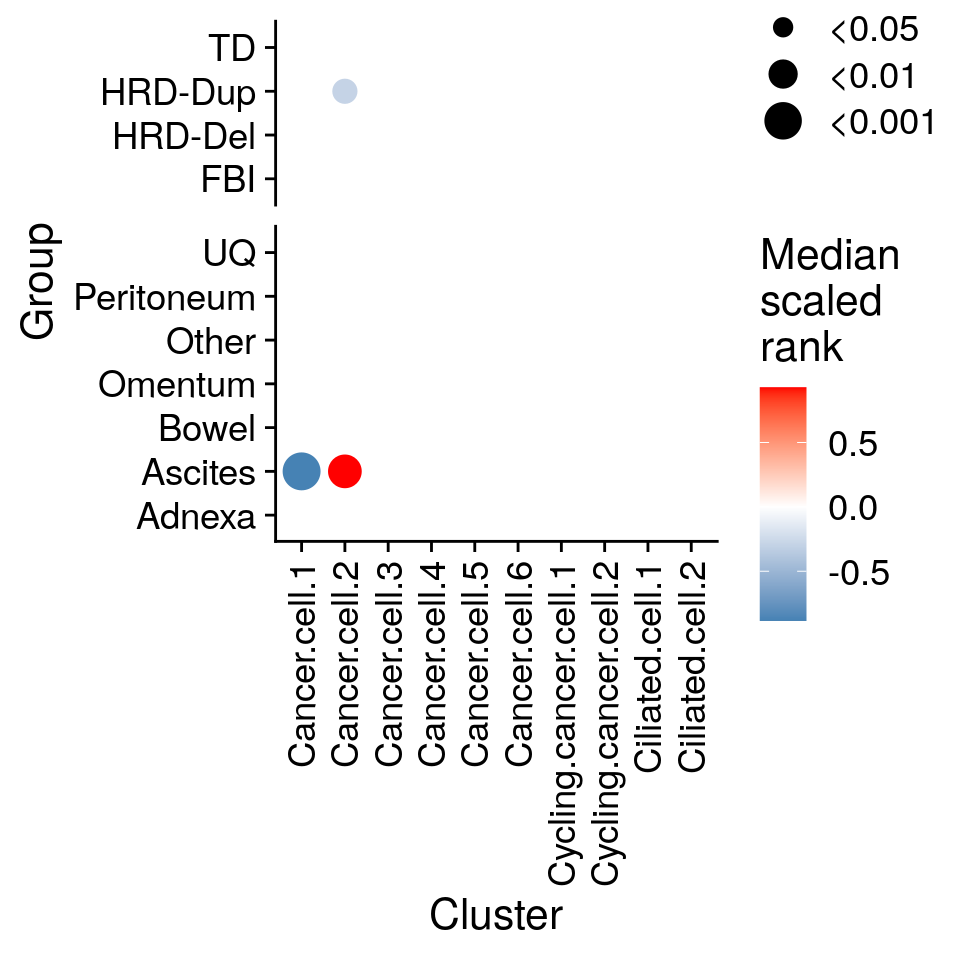 TD
HRD-Dup
HRD-Del
FBI
UQ
Peritoneum
Other
Omentum
Bowel
Ascites
Adnexa
Group
Cancer.cell.1
Cancer.cell.2
Cancer.cell.3
Cancer.cell.4
Cancer.cell.5
Cancer.cell.6
Cycling.cancer.cell.1
Cycling.cancer.cell.2
Ciliated.cell.1
Ciliated.cell.2
Cluster
<0.05
<0.01
<0.001
Median
scaled
rank
0.5
0.0
-0.5